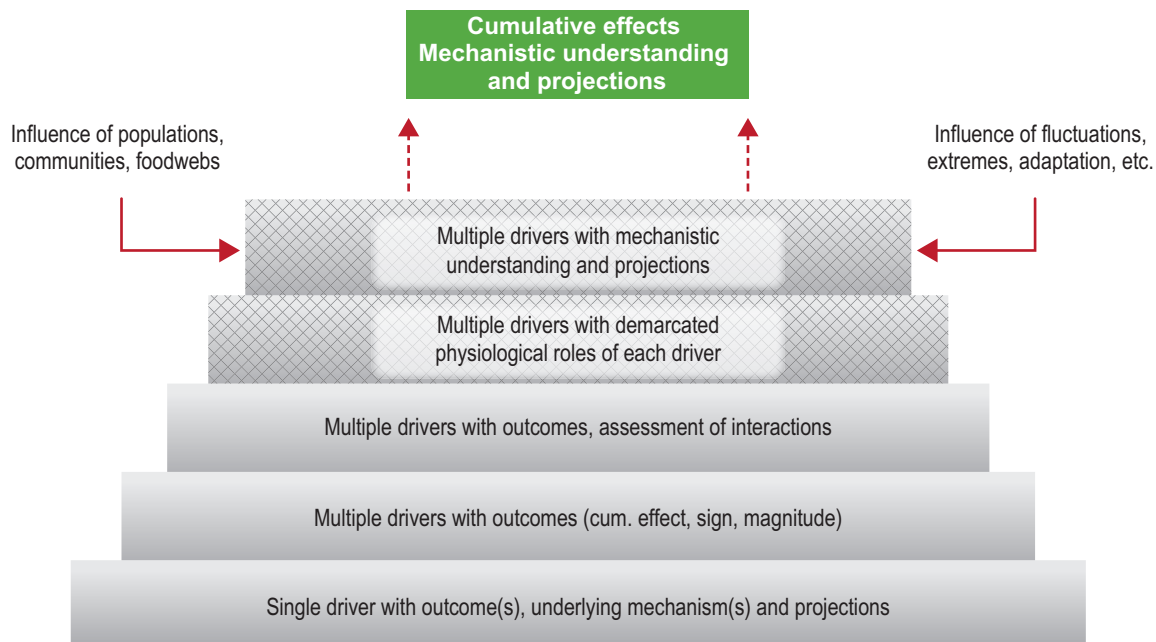 Cumulative effects
Mechanistic understanding
and projections
Influence of populations,
communities, foodwebs
Influence of fluctuations,
extremes, adaptation, etc.
Multiple drivers with mechanistic
understanding and projections
Multiple drivers with demarcated
physiological roles of each driver
Multiple drivers with outcomes, assessment of interactions
Multiple drivers with outcomes (cum. effect, sign, magnitude)
Single driver with outcome(s), underlying mechanism(s) and projections